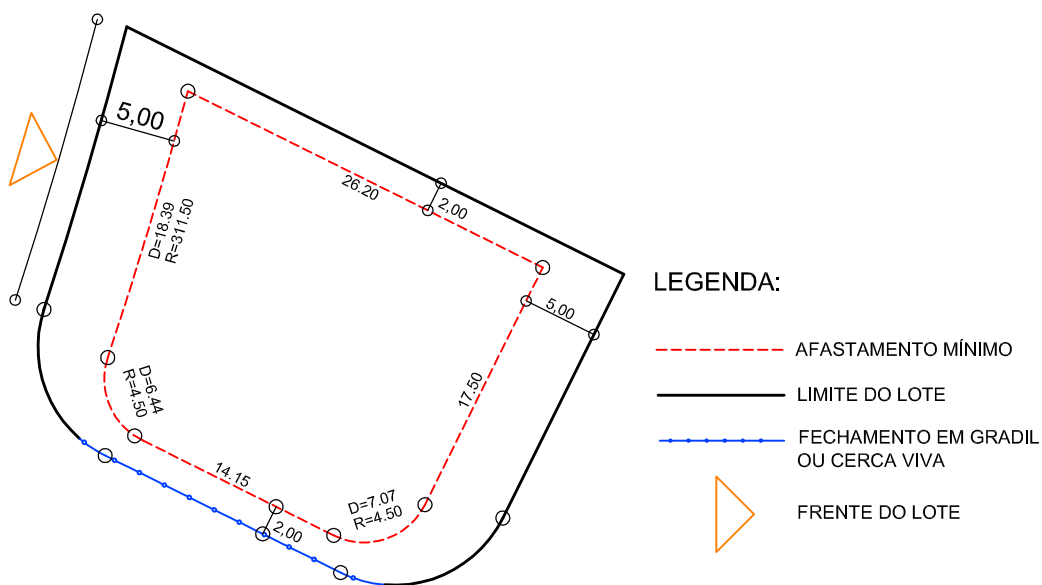 5,00
26.20
2,00
D=18.39
R=311.50
5,00
D=6.44
R=4.50
17.50
14.15
D=7.07
R=4.50
2,00
LEGENDA:
AFASTAMENTO MÍNIMO
LIMITE DO LOTE
FECHAMENTO EM GRADIL
OU CERCA VIVA
FRENTE DO LOTE